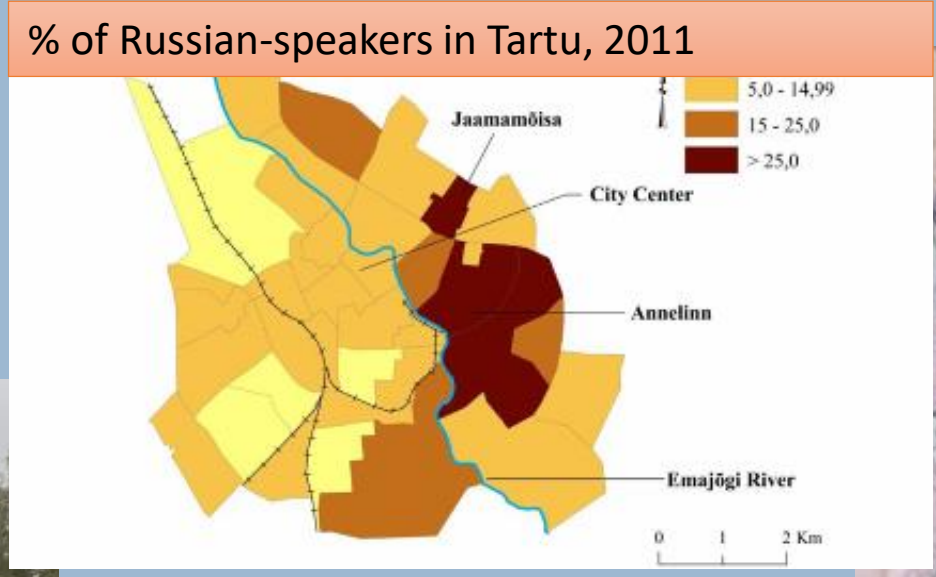 % of Russian-speakers in Tartu, 2011
5,0 - 14,99
15 - 25,0
> 25,0
Jaamamõisa
City Center
Annelinn
Emajõgi River
0 1 2 Km